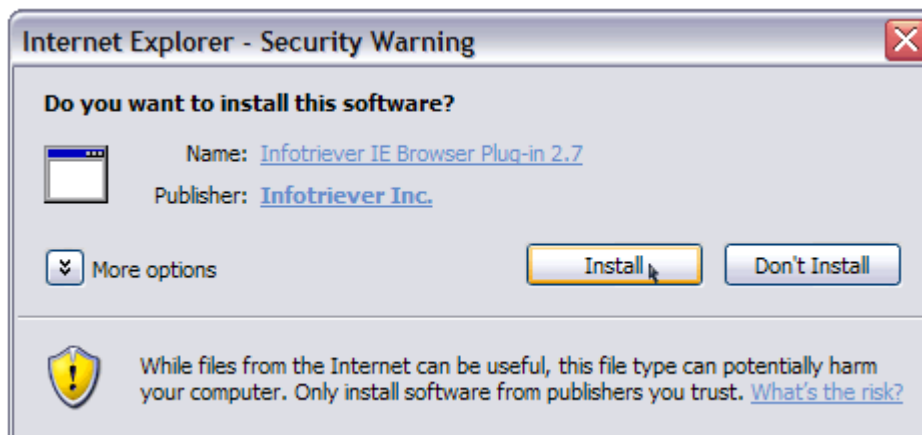 Internet Explorer - Security Warning
Do you want to install this software?
Name: Infotriever IE Browser Plug-in 2.7
Publisher: Infotriever Inc.
More options Install Don't Install
While files from the Internet can be useful, this file type can potentially harm
your computer. Only install software from publishers you trust. What's the risk?